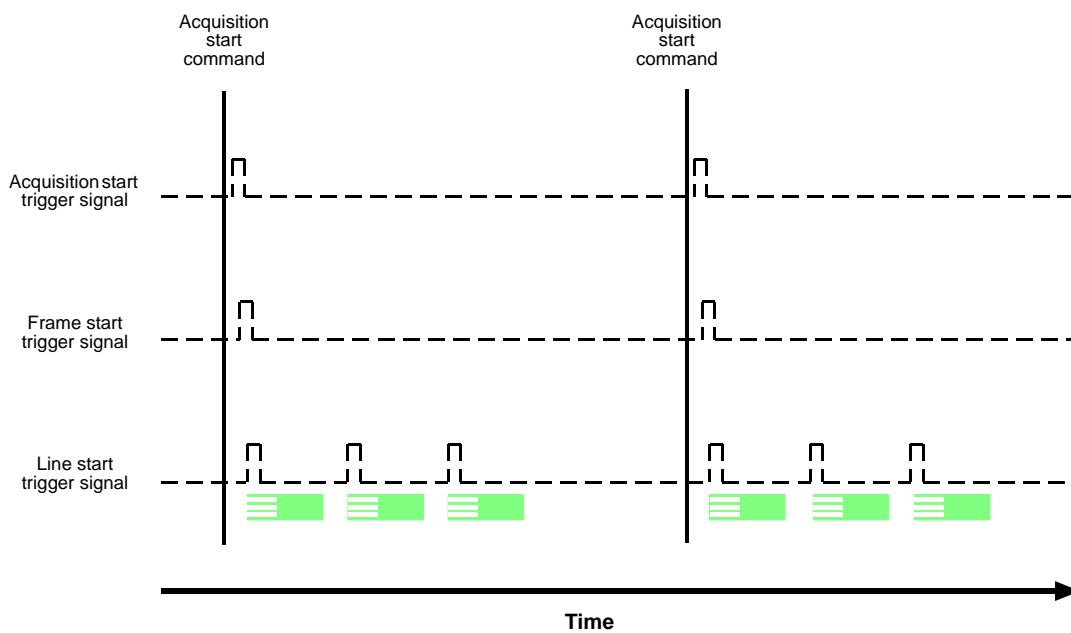 Acquisition
start
command
Acquisition
start
command
Acquisition start
trigger signal
Frame start
trigger signal
Line start
trigger signal
Time